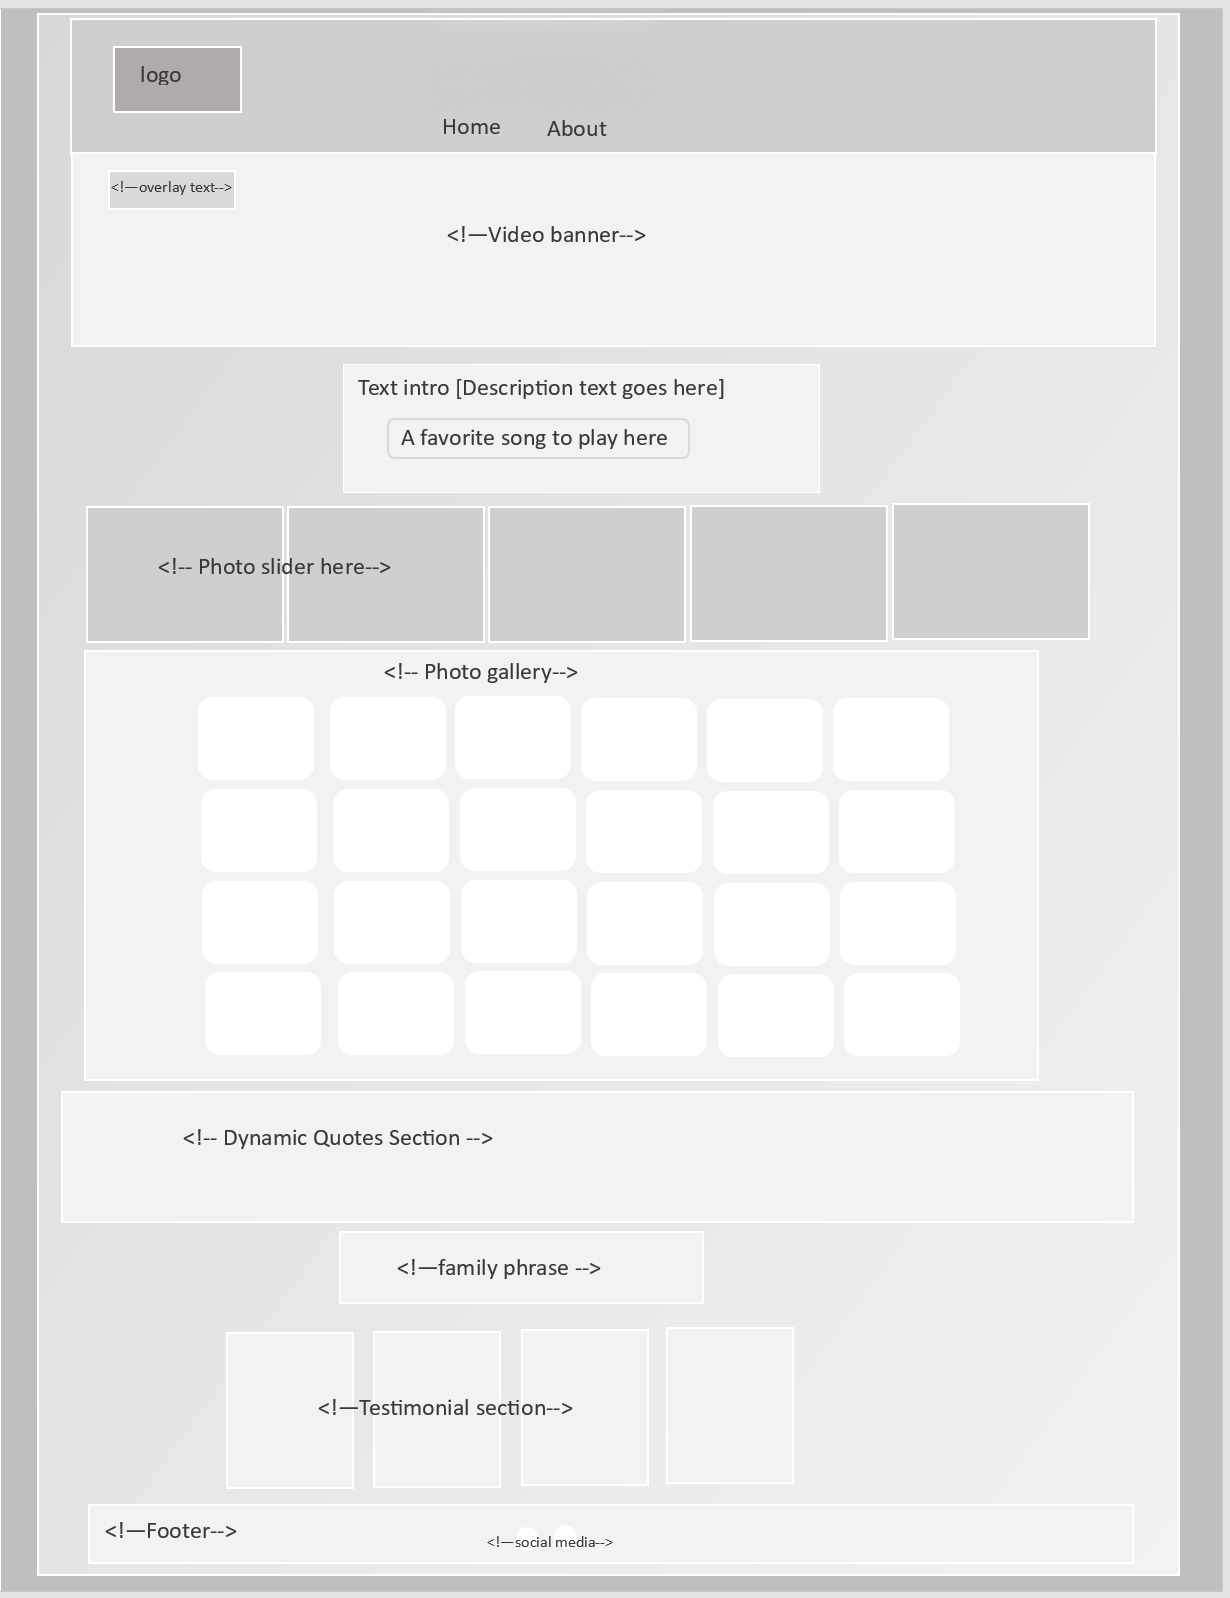 logo
Home About
<!—overlay text-->
<!—Video banner-->
Text intro [Description text goes here]
A favorite song to play here
<!-- Photo slider here-->
<!-- Photo gallery-->
<!-- Dynamic Quotes Section -->
<!—family phrase -->
<!—Testimonial section-->
<!—Footer-->
<!—social media-->